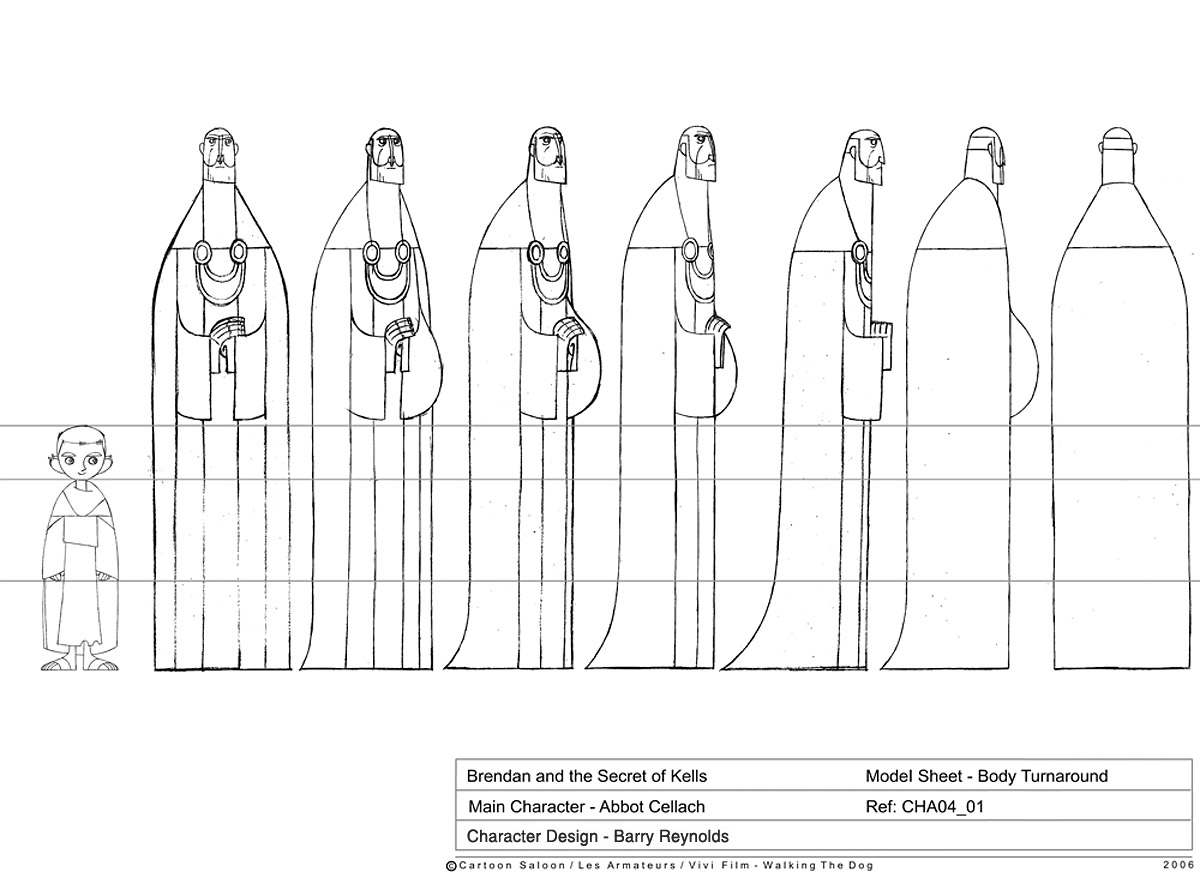 Brendan and the Secret of Kells Model Sheet - Body Turnaround
Main Character - Abbot Cellach Ref: CHA04_01
Character Design - Barry Reynolds
© Cartoon Saloon / Les Armateurs / Vivi Film - Walking The Dog 2006